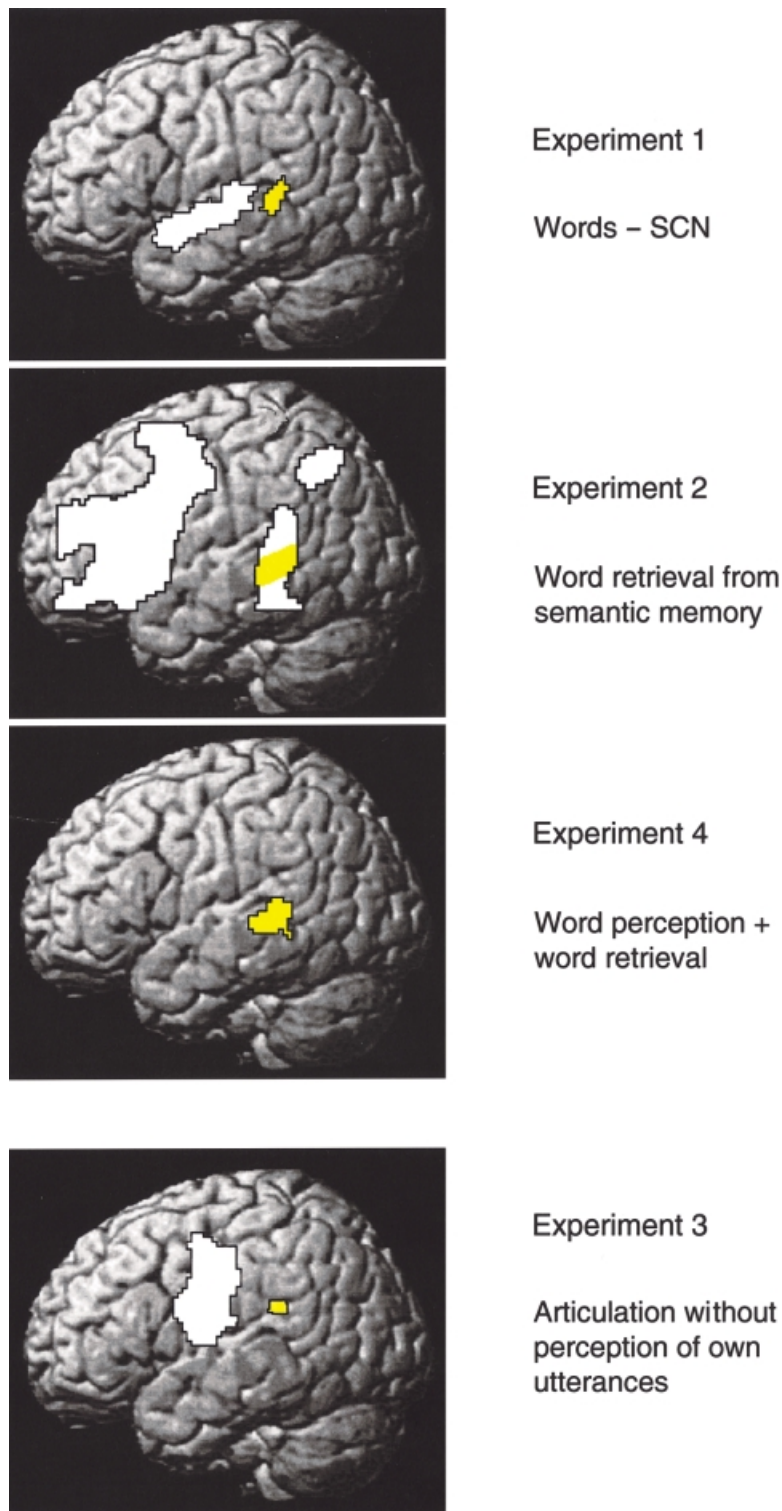 Experiment 1
Words – SCN
Experiment 2
Word retrieval from
semantic memory
Experiment 4
Word perception +
word retrieval
Experiment 3
Articulation without
perception of own
utterances